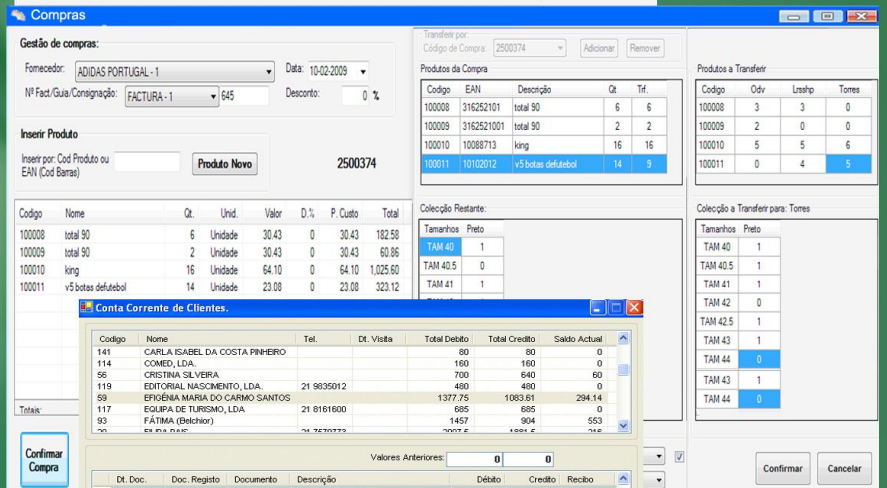 Compras
Gestão de compras:
Fornecedor: ADIDAS PORTUGAL - 1 Data: 10-02-2009
Nº Fact/Guia/Consignação: FACTURA - 1 645 Desconto: 0 %
Inserir Produto
Inserir por: Cod Produto ou EAN (Cod Barras) Produto Novo 2500374
Codigo Nome Qt. Unid. Valor D.% P. Custo Total
100008 total 90 6 Unidade 30.43 0 30.43 182.58
100009 total 90 2 Unidade 30.43 0 30.43 60.86
100010 king 16 Unidade 64.10 0 64.10 1,025.60
100011 v5 botas defutebol 14 Unidade 23.08 0 23.08 323.12
Totais:
Confirmar Compra
Transferir por:
Código de Compra: 2500374 Adicionar Remover
Produtos da Compra
Codigo EAN Descrição Qt Trf.
100008 316252101 total 90 6 6
100009 3162521001 total 90 2 2
100010 10088713 king 16 16
100011 10102012 v5 botas defutebol 14 9
Produtos a Transferir
Codigo Odv Lrsshp Torres
100008 3 3 0
100009 2 0 0
100010 5 5 6
100011 0 4 5
Colecção Restante:
Tamanhos Preto
TAM 40 1
TAM 40.5 0
TAM 41 1
Colecção a Transferir para: Torres
Tamanhos Preto
TAM 40 1
TAM 40.5 1
TAM 41 1
TAM 42 0
TAM 42.5 1
TAM 43 1
TAM 44 0
TAM 43 1
TAM 44 0
Confirmar Cancelar
Conta Corrente de Clientes.
Codigo Nome Tel. Dt. Visita Total Debito Total Credito Saldo Actual
141 CARLA ISABEL DA COSTA PINHEIRO 80 80 0
114 COMED, LDA. 160 160 0
56 CRISTINA SILVEIRA 700 640 60
119 EDITORIAL NASCIMENTO, LDA. 21 9835012 480 480 0
59 EFIGÉNIA MARIA DO CARMO SANTOS 1377.75 1083.61 294.14
117 EQUIPA DE TURISMO, LDA 21 8161600 685 685 0
93 FÁTIMA (Belchior) 1457 904 553
Valores Anteriores: 0 0
Dt. Doc. Doc. Registo Documento Descrição Débito Credito Recibo